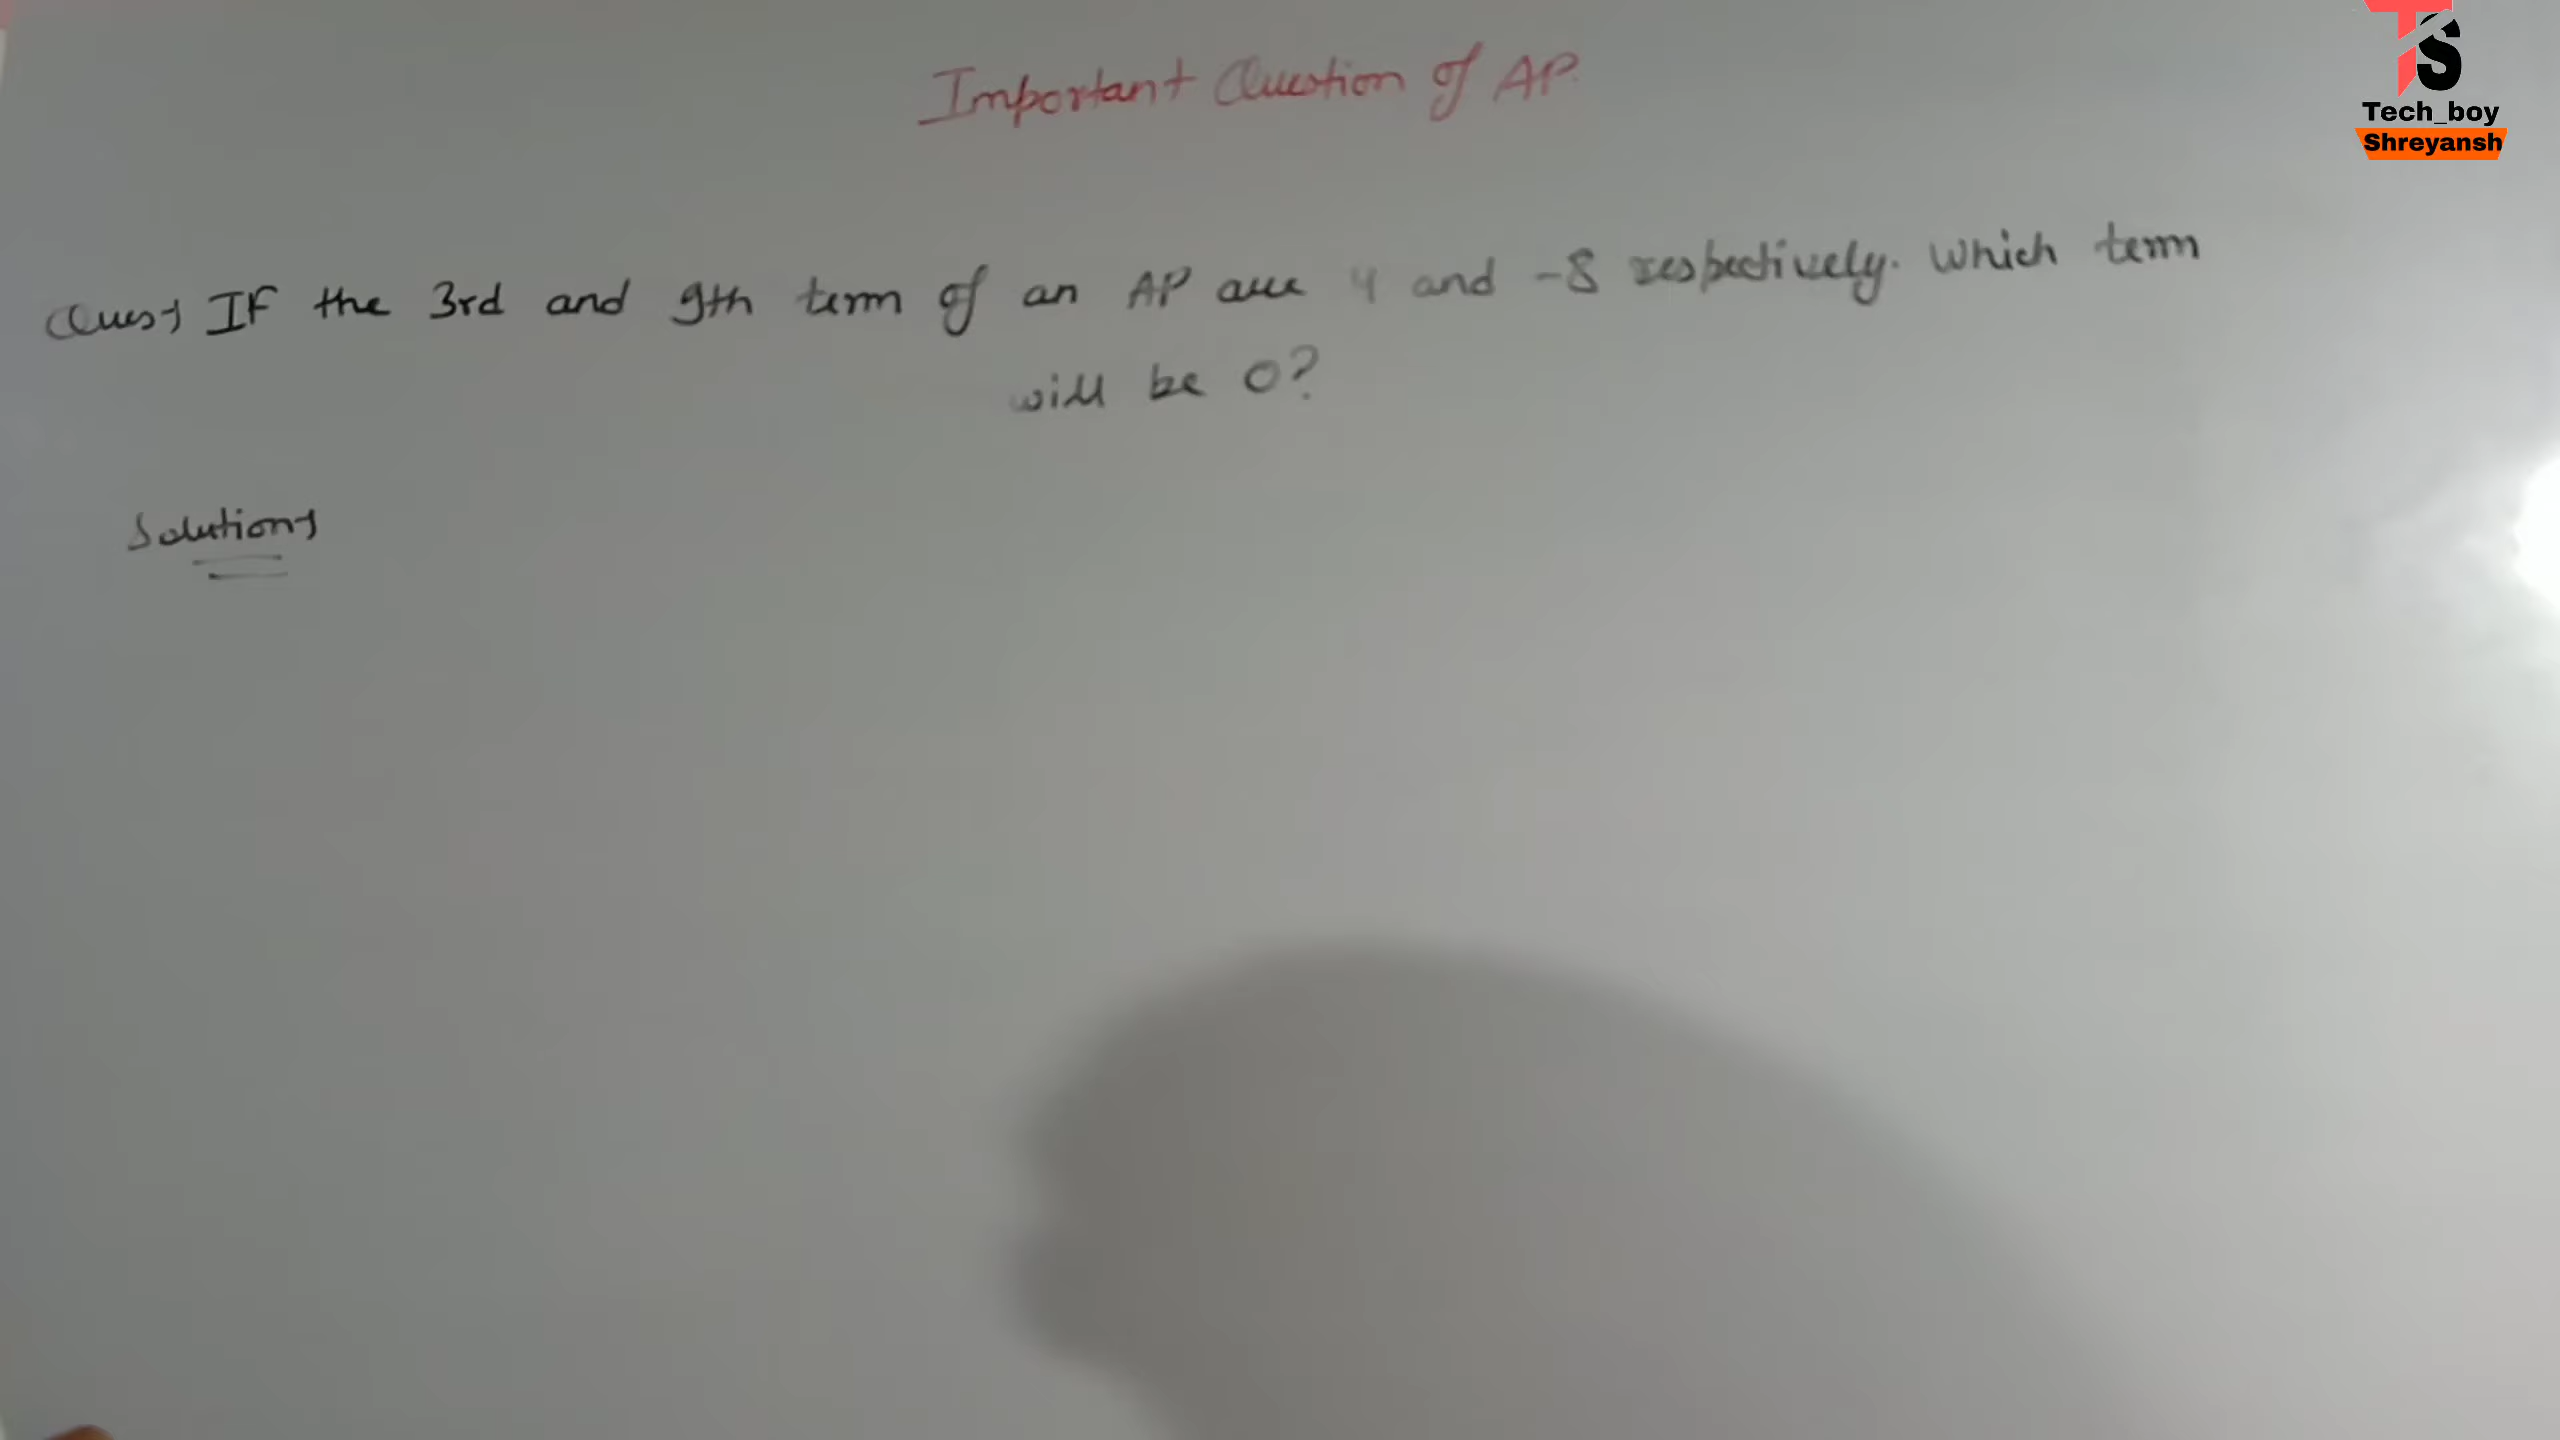 Important Question of AP.
TS
Tech_boy
Shreyansh
Ques→ IF the 3rd and 9th term of an AP are 4 and -8 respectively. Which term
will be 0?
Solution→